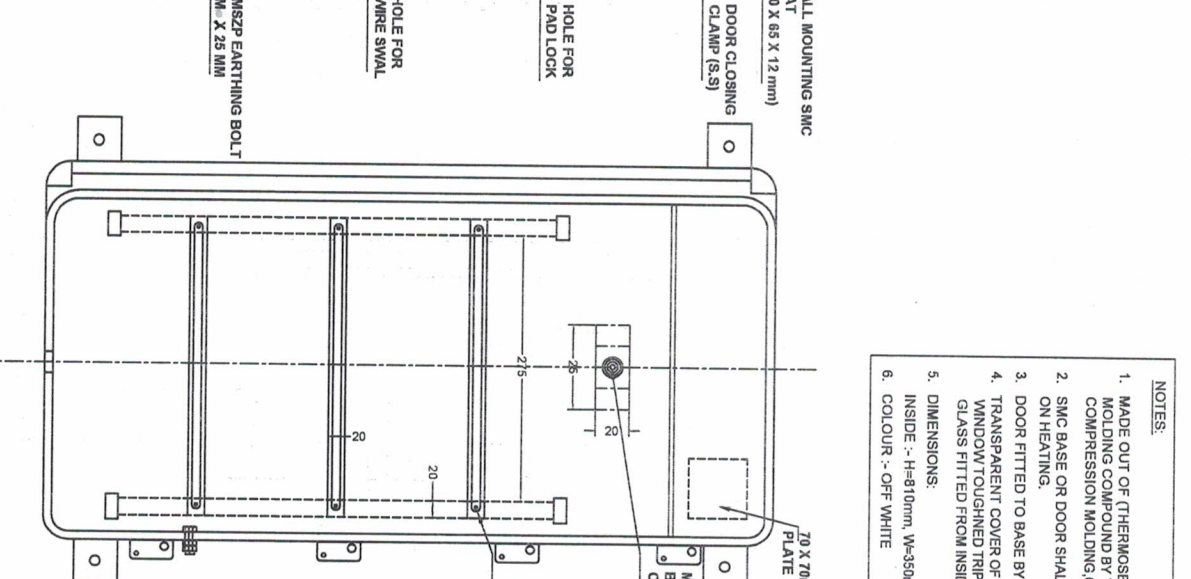 ALL MOUNTING SMC
AT
0 X 65 X 12 mm)
DOOR CLOSING
CLAMP (S.S)
HOLE FOR
PAD LOCK
HOLE FOR
WIRE SWAL
MSZP EARTHING BOLT
X 25 MM
275
25
20
20
20
70 X 70
PLATE
NOTES:
1. MADE OUT OF (THERMOSE
MOLDING COMPOUND BY
COMPRESSION MOLDING,
2. SMC BASE OR DOOR SHAL
ON HEATING.
3. DOOR FITTED TO BASE BY
4. TRANSPARENT COVER OF
WINDOW TOUGHNED TRIP
GLASS FITTED FROM INSID
5. DIMENSIONS:
INSIDE :- H=810mm, W=350
6. COLOUR :- OFF WHITE